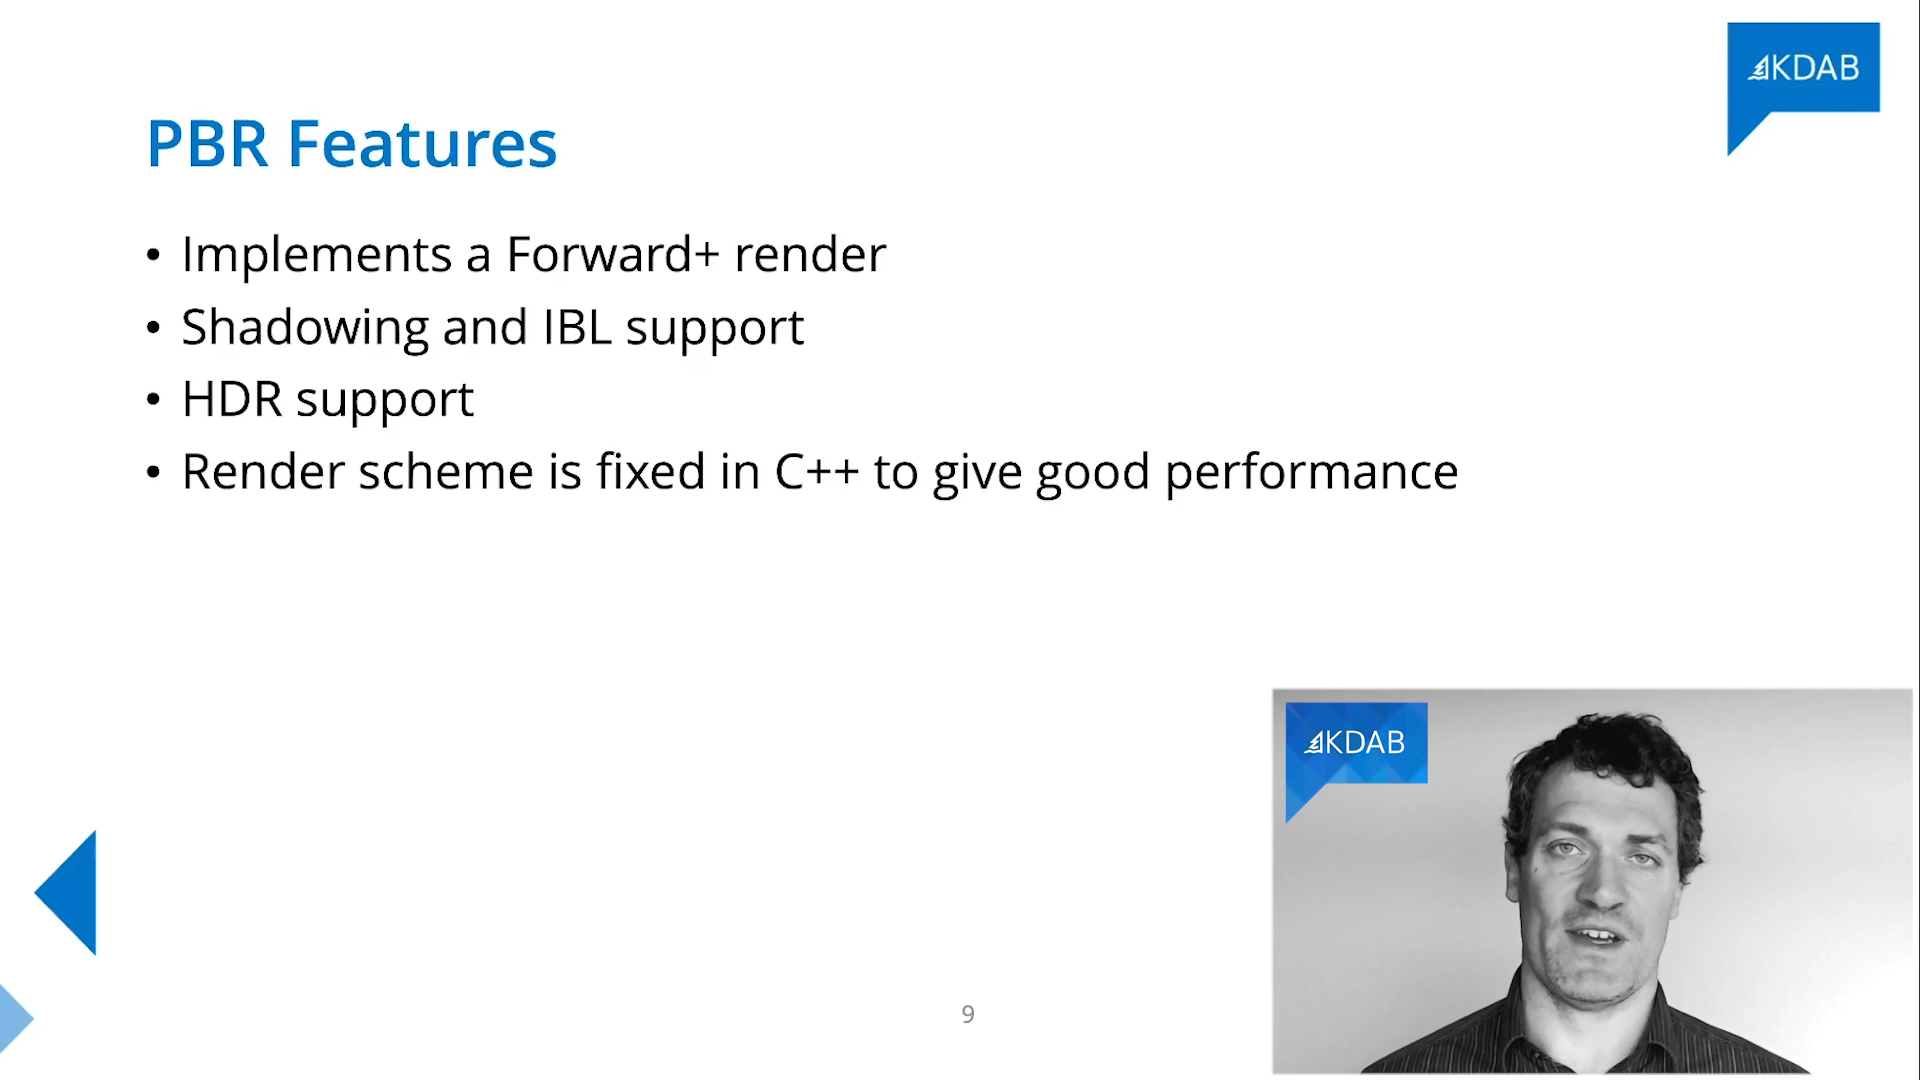 KDAB
PBR Features
• Implements a Forward+ render
• Shadowing and IBL support
• HDR support
• Render scheme is fixed in C++ to give good performance
KDAB
9